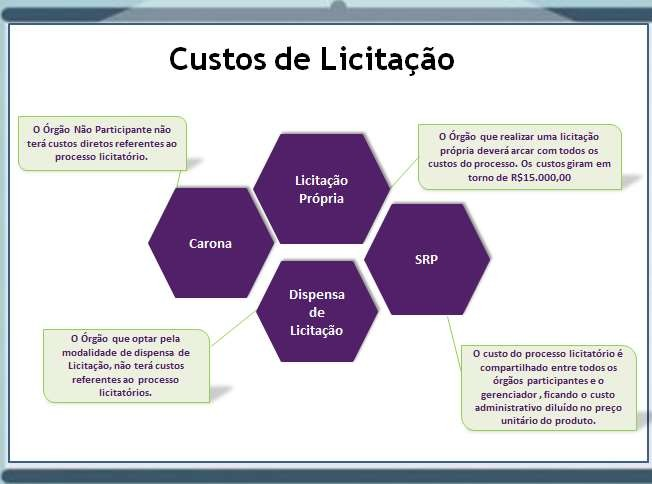 Custos de Licitação
O Órgão Não Participante não
terá custos diretos referentes ao
processo licitatório.
O Órgão que realizar uma licitação
própria deverá arcar com todos os
custos do processo. Os custos giram em
torno de R$15.000,00
Licitação
Própria
Carona
SRP
Dispensa
de
Licitação
O Órgão que optar pela
modalidade de dispensa de
Licitação, não terá custos
referentes ao processo
licitatórios.
O custo do processo licitatório é
compartilhado entre todos os
órgãos participantes e o
gerenciador , ficando o custo
administrativo diluído no preço
unitário do produto.